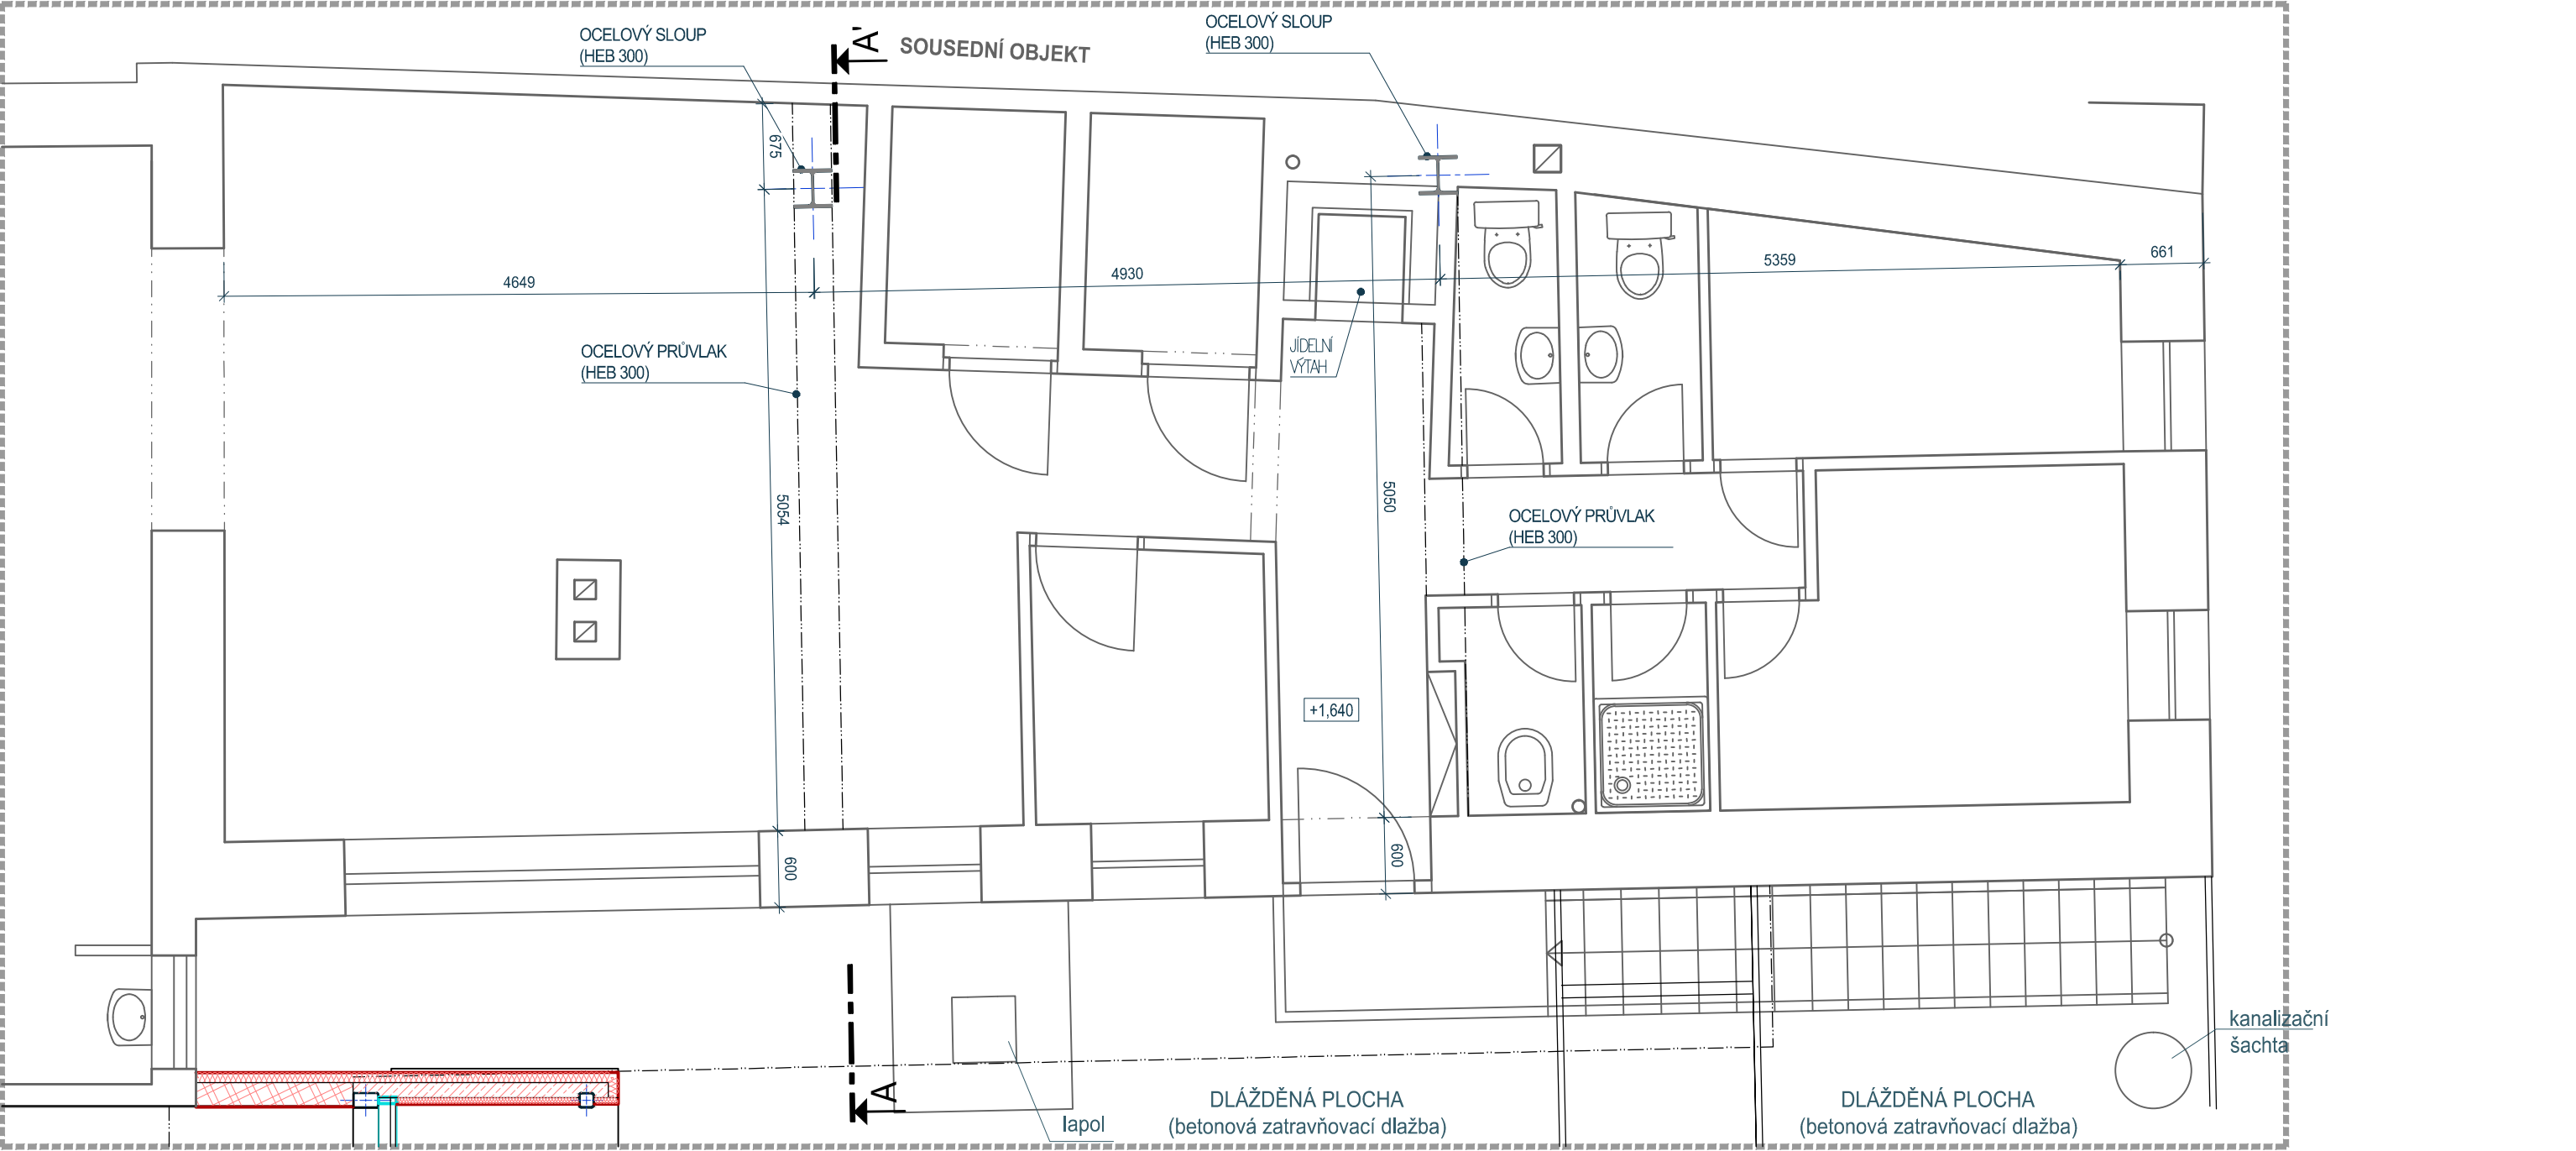 OCELOVÝ SLOUP
(HEB 300)
A'
SOUSEDNÍ OBJEKT
OCELOVÝ SLOUP
(HEB 300)
675
4649
4930
5359
661
OCELOVÝ PRŮVLAK
(HEB 300)
JÍDELNÍ
VÝTAH
5054
5050
OCELOVÝ PRŮVLAK
(HEB 300)
+1,640
600
600
kanalizační
šachta
A
lapol
DLÁŽDĚNÁ PLOCHA
(betonová zatravňovací dlažba)
DLÁŽDĚNÁ PLOCHA
(betonová zatravňovací dlažba)